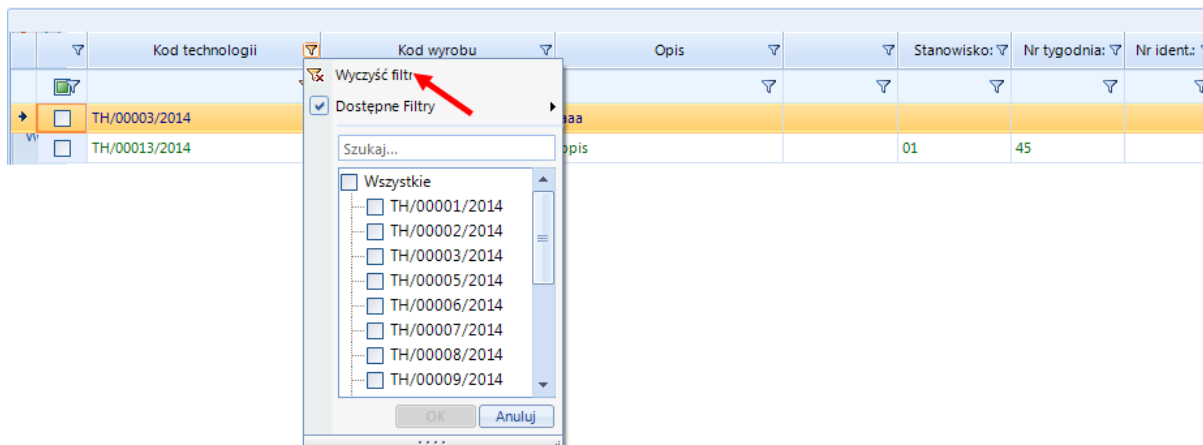 Kod technologii Kod wyrobu Opis Stanowisko: Nr tygodnia: Nr ident.:
Wyczyść filtr
Dostępne Filtry
TH/00003/2014 aaa
Szukaj...
TH/00013/2014 opis 01 45
Wszystkie
TH/00001/2014
TH/00002/2014
TH/00003/2014
TH/00005/2014
TH/00006/2014
TH/00007/2014
TH/00008/2014
TH/00009/2014
OK Anuluj